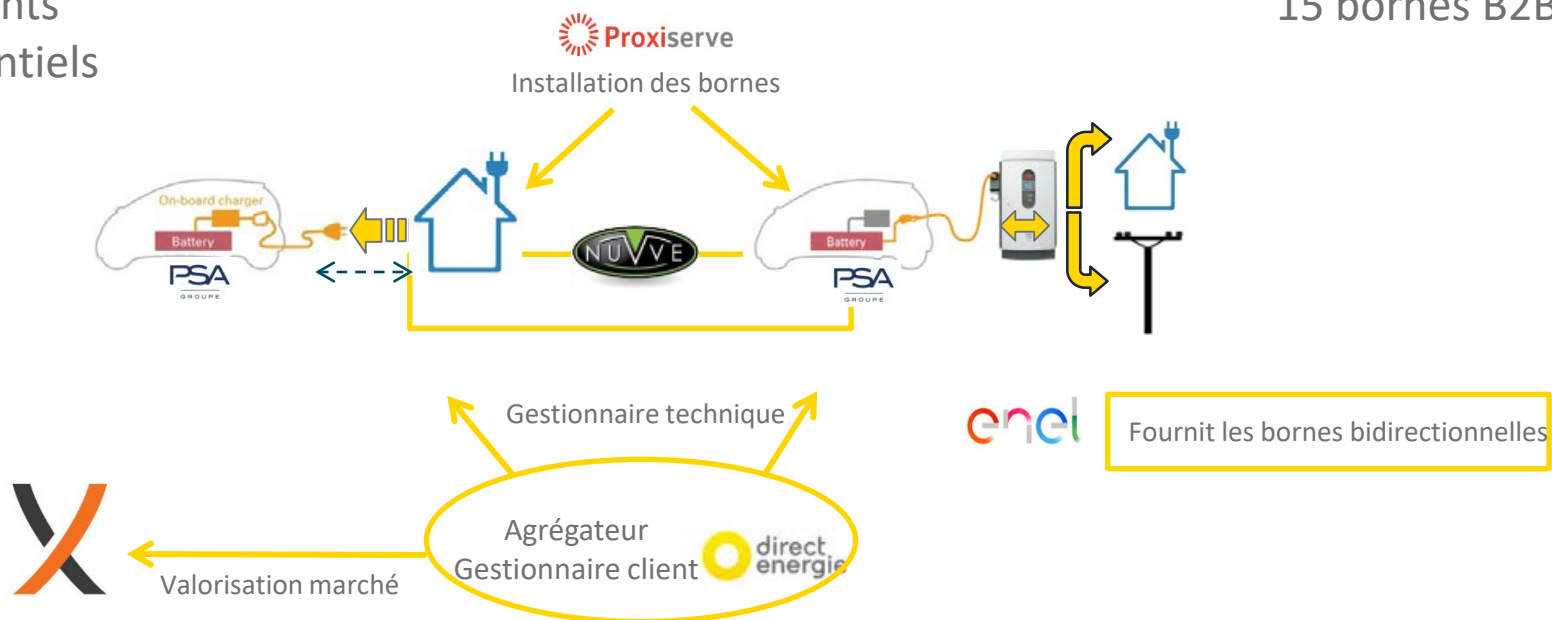 nts
ntiels
15 bornes B2B
Proxiserve
Installation des bornes
On-board charger
Battery
PSA
GROUPE
NUVVE
Battery
PSA
GROUPE
Gestionnaire technique
enel
Fournit les bornes bidirectionnelles
Agrégateur
Gestionnaire client
direct
energie
Valorisation marché